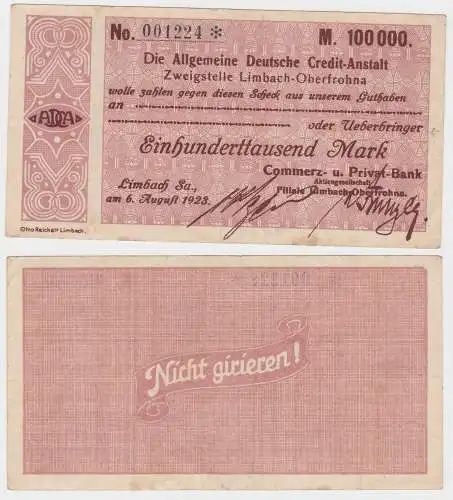 No. 001224 * M. 100000.
Die Allgemeine Deutsche Credit-Anstalt
Zweigstelle Limbach-Oberfrohna
wolle zahlen gegen diesen Scheck aus unserem Guthaben
an
oder Ueberbringer
Einhunderttausend Mark
Commerz- u. Privat-Bank
Aktiengesellschaft
Filiale Limbach-Oberfrohna.
Limbach Sa.,
am 6. August 1923.
ADCA
Otto Reichelt Limbach.
Nicht girieren!